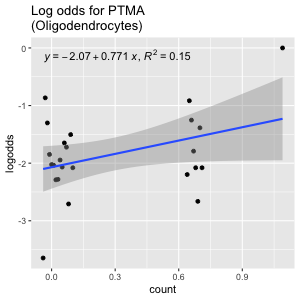 Log odds for PTMA
(Oligodendrocytes)
y = −2.07 + 0.771 x, R² = 0.15
0
-1
-2
-3
logodds
0.0 0.3 0.6 0.9
count